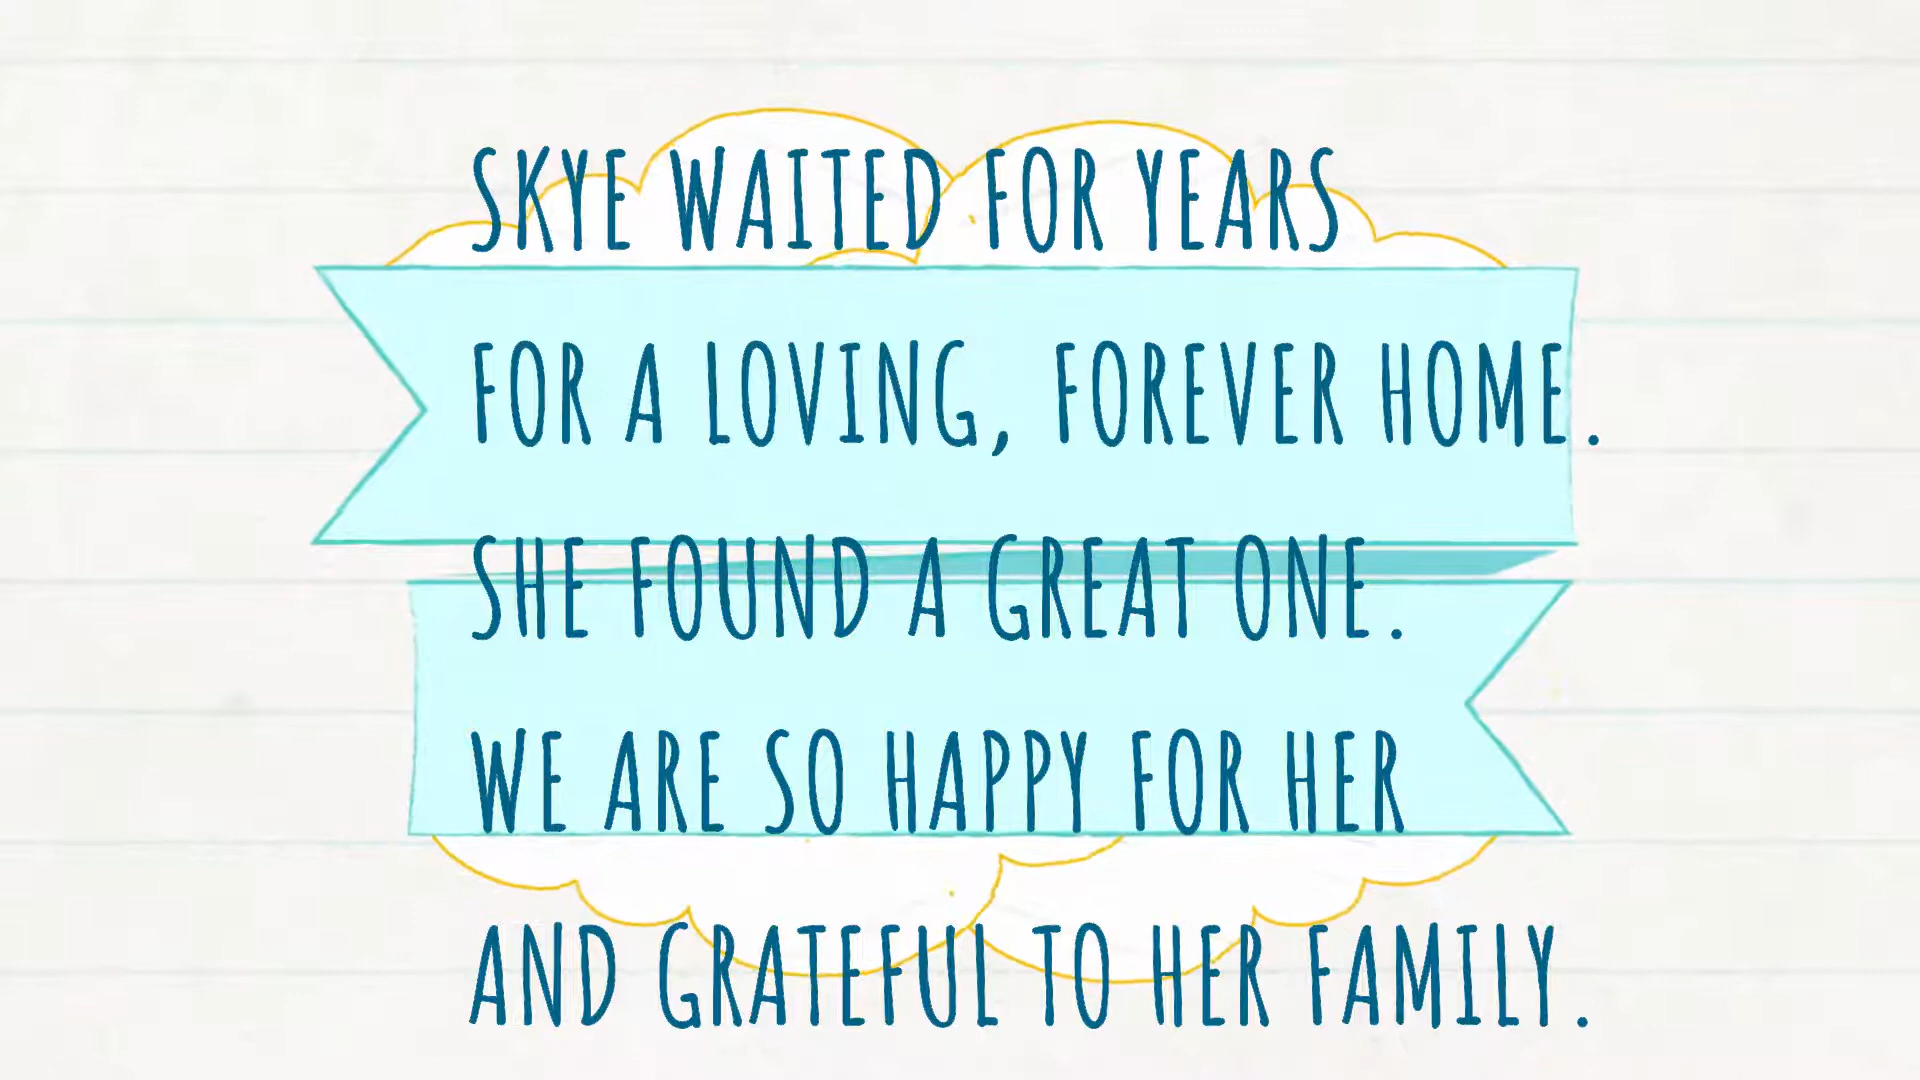 SKYE WAITED FOR YEARS
FOR A LOVING, FOREVER HOME.
SHE FOUND A GREAT ONE.
WE ARE SO HAPPY FOR HER
AND GRATEFUL TO HER FAMILY.